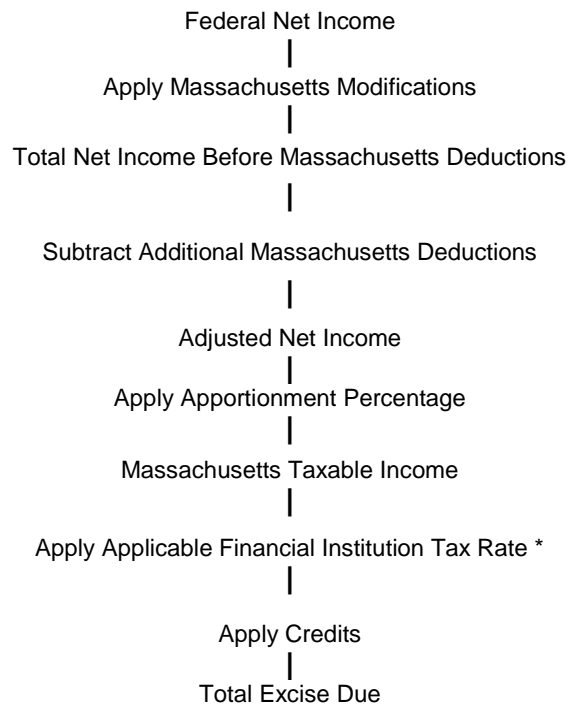 Federal Net Income
Apply Massachusetts Modifications
Total Net Income Before Massachusetts Deductions
Subtract Additional Massachusetts Deductions
Adjusted Net Income
Apply Apportionment Percentage
Massachusetts Taxable Income
Apply Applicable Financial Institution Tax Rate *
Apply Credits
Total Excise Due